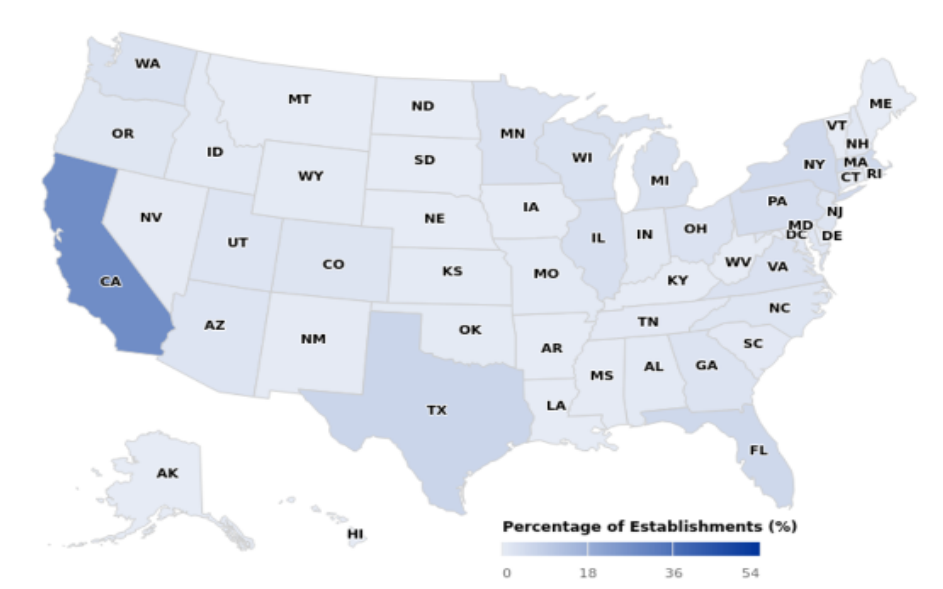 WA
MT
ND
ME
MN
VT
OR
NH
ID
SD
WI
MA
NY
WY
MI
CT
RI
PA
IA
NE
NJ
NV
MD
OH
IN
DC
DE
IL
UT
WV
CO
VA
KS
MO
KY
CA
NC
TN
AZ
OK
NM
SC
AR
GA
AL
MS
LA
TX
FL
AK
HI
Percentage of Establishments (%)
0 18 36 54